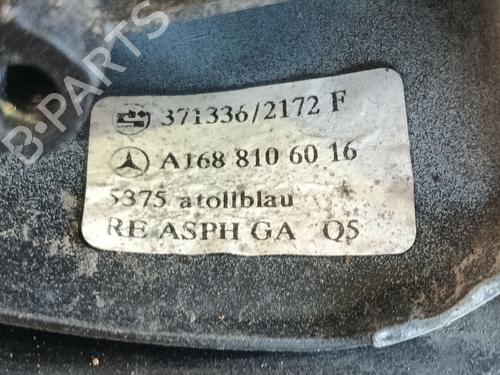 B-PARTS
371336/2172 F
A168 810 60 16
5375 atollblau
RE ASPH GA Q5